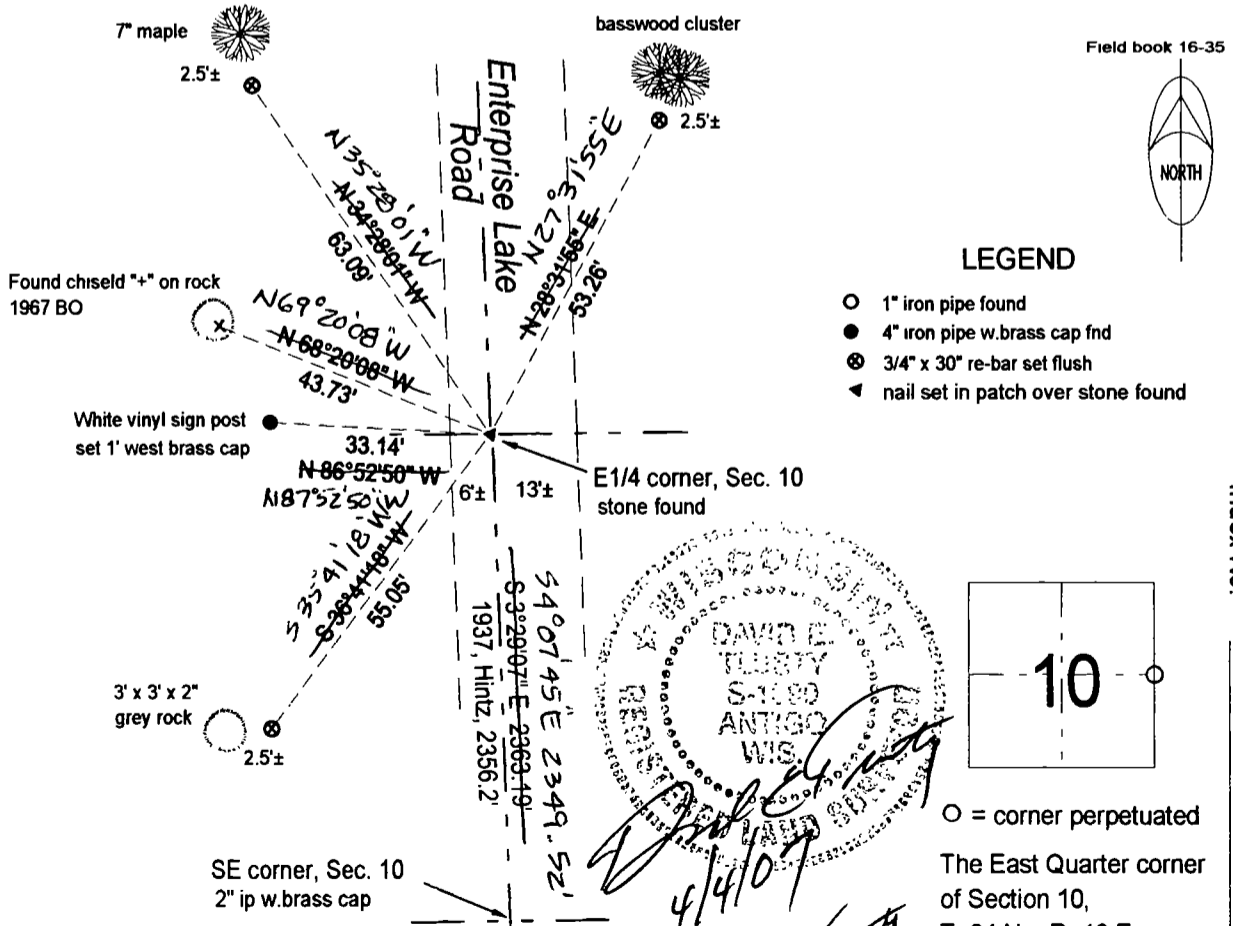 7" maple
2.5'±
basswood cluster
2.5'±
Field book 16-35
NORTH
Enterprise Lake
Road
N35°28'01"W
N 34°28'01" W
63.09'
N27°31'55"E
N 28°31'55" E
53.26'
Found chiseld "+" on rock
1967 BO
N69°20'08"W
N 68°20'08" W
43.73'
White vinyl sign post
set 1' west brass cap
33.14'
N 86°52'50" W
N87°52'50"W
6'±
13'±
E1/4 corner, Sec. 10
stone found
S 35°41'18"W
S 36°41'18" W
55.05'
3' x 3' x 2"
grey rock
2.5'±
S4°07'45"E 2349.52'
S 3°29'07" E 2363.19'
1937, Hintz, 2356.2'
SE corner, Sec. 10
2" ip w.brass cap
LEGEND
1" iron pipe found
4" iron pipe w.brass cap fnd
3/4" x 30" re-bar set flush
nail set in patch over stone found
WISCONSIN
DAVID E.
TLUSTY
ANTIGO
WIS.
REGISTERED LAND SURVEYOR
4/4/07
10
O = corner perpetuated
The East Quarter corner
of Section 10,